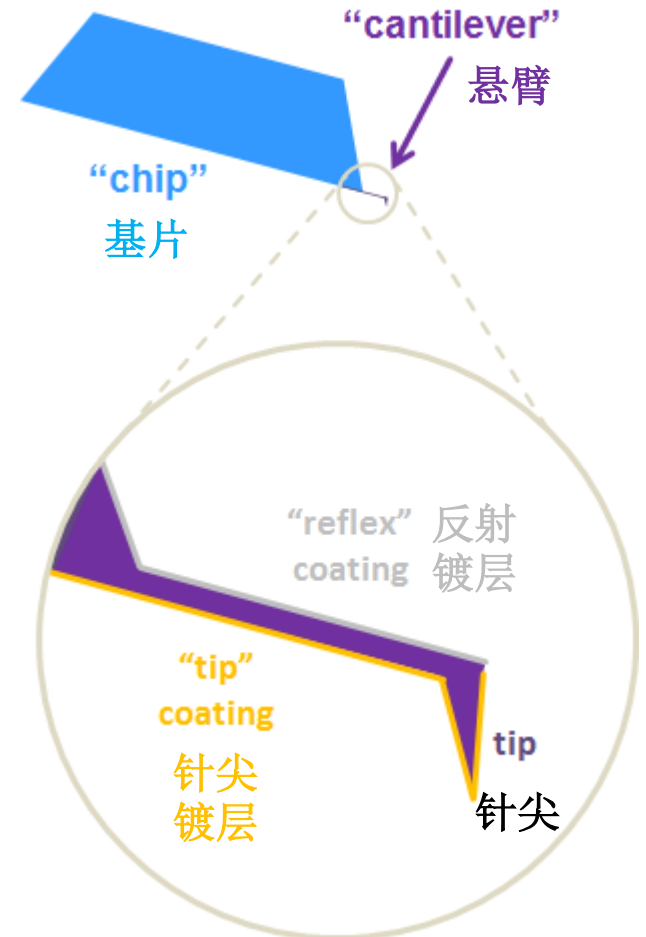 “cantilever”
悬臂
“chip”
基片
“reflex” 反射
coating 镀层
“tip”
coating
针尖
镀层
tip
针尖